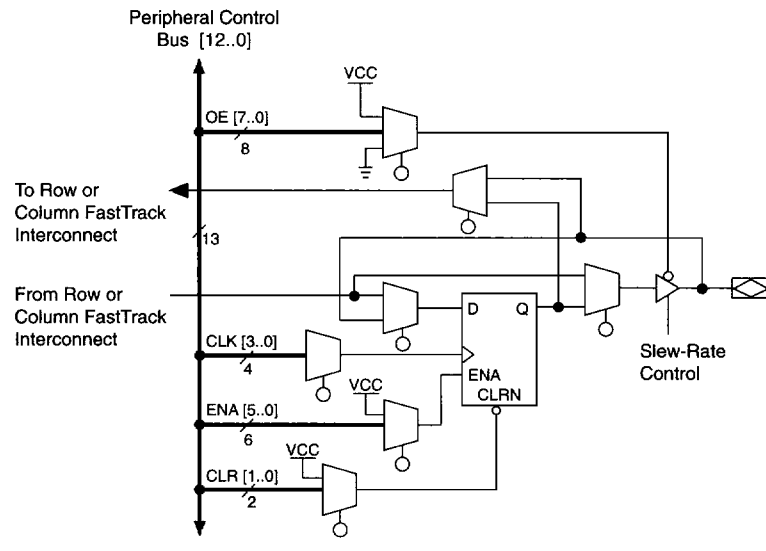 Peripheral Control
Bus [12..0]
VCC
OE [7..0]
8
To Row or
Column FastTrack
Interconnect
13
From Row or
Column FastTrack
Interconnect
D
Q
CLK [3..0]
4
ENA
CLRN
Slew-Rate
Control
VCC
ENA [5..0]
6
VCC
CLR [1..0]
2